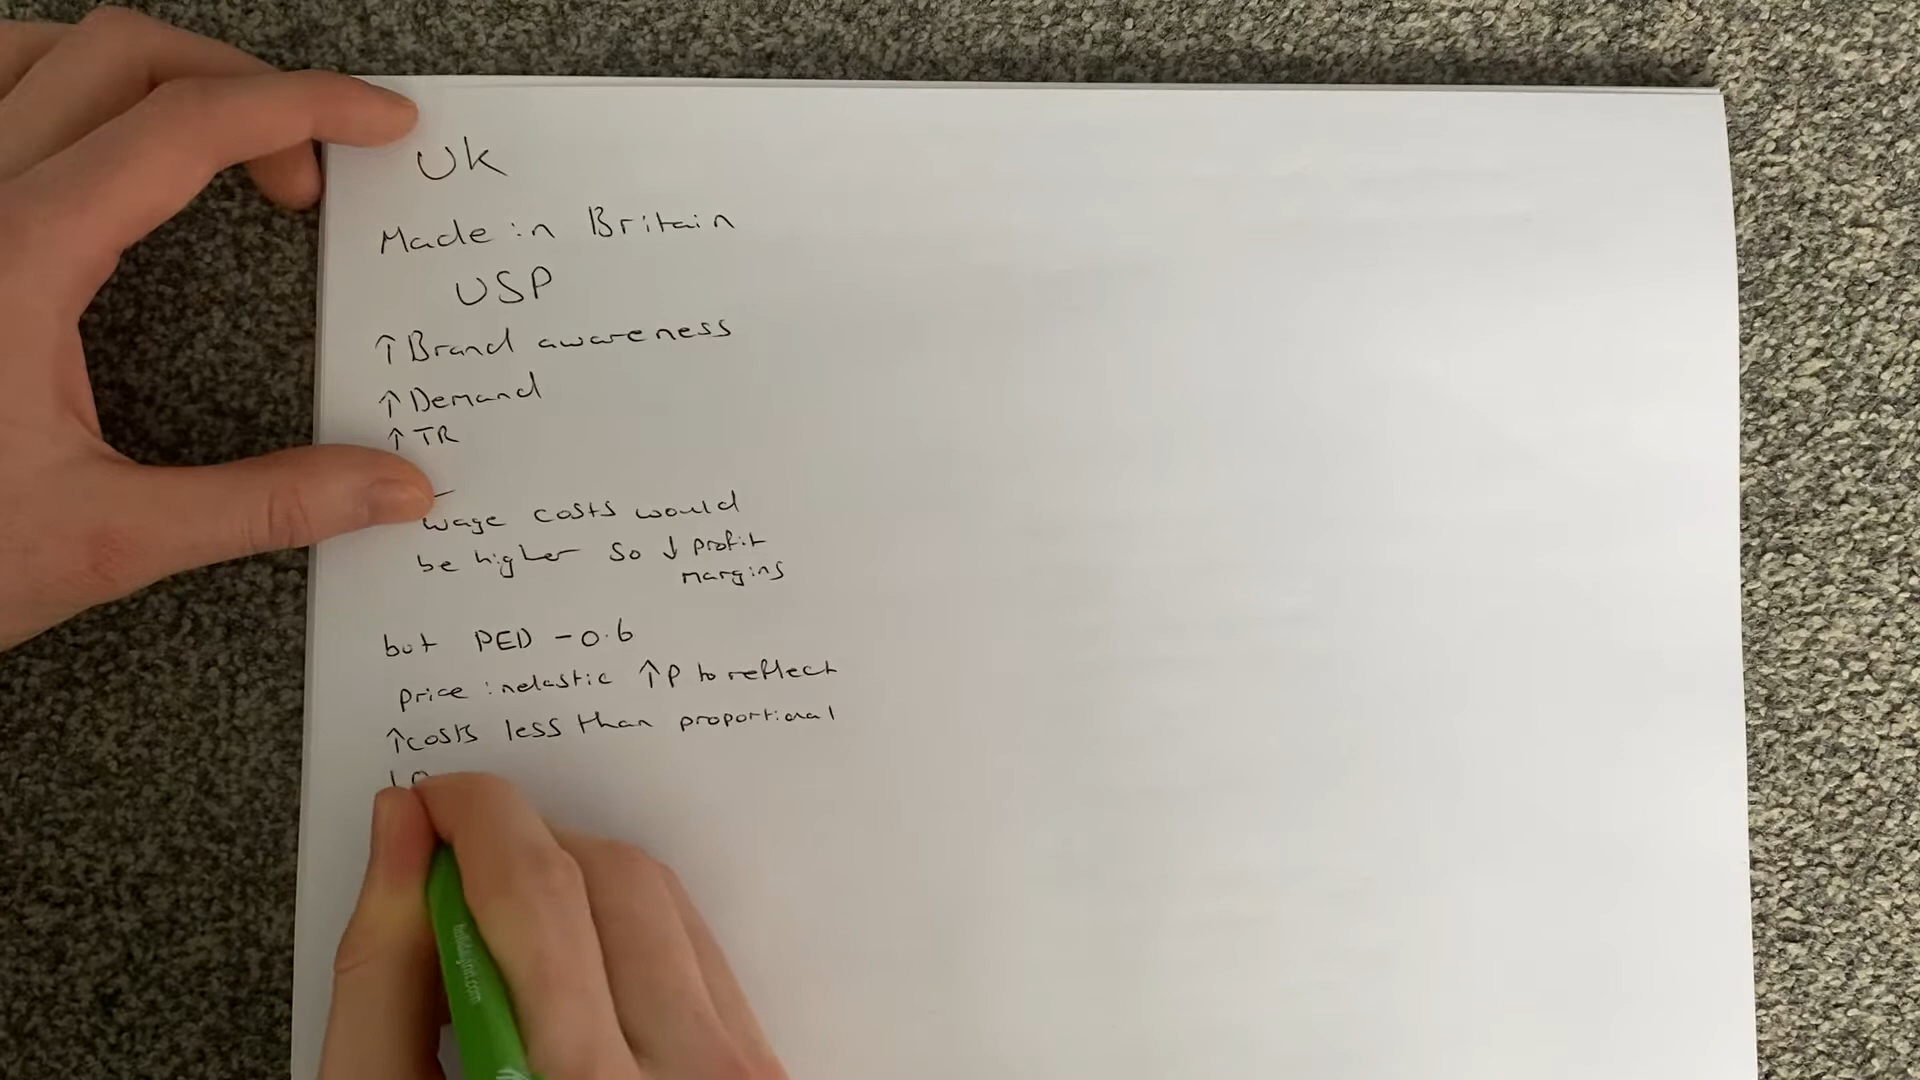 UK
Made in Britain
USP
↑ Brand awareness
↑ Demand
↑ TR
wage costs would
be higher so ↓ profit
margins
but PED -0.6
price inelastic ↑P to reflect
↑costs less than proportional